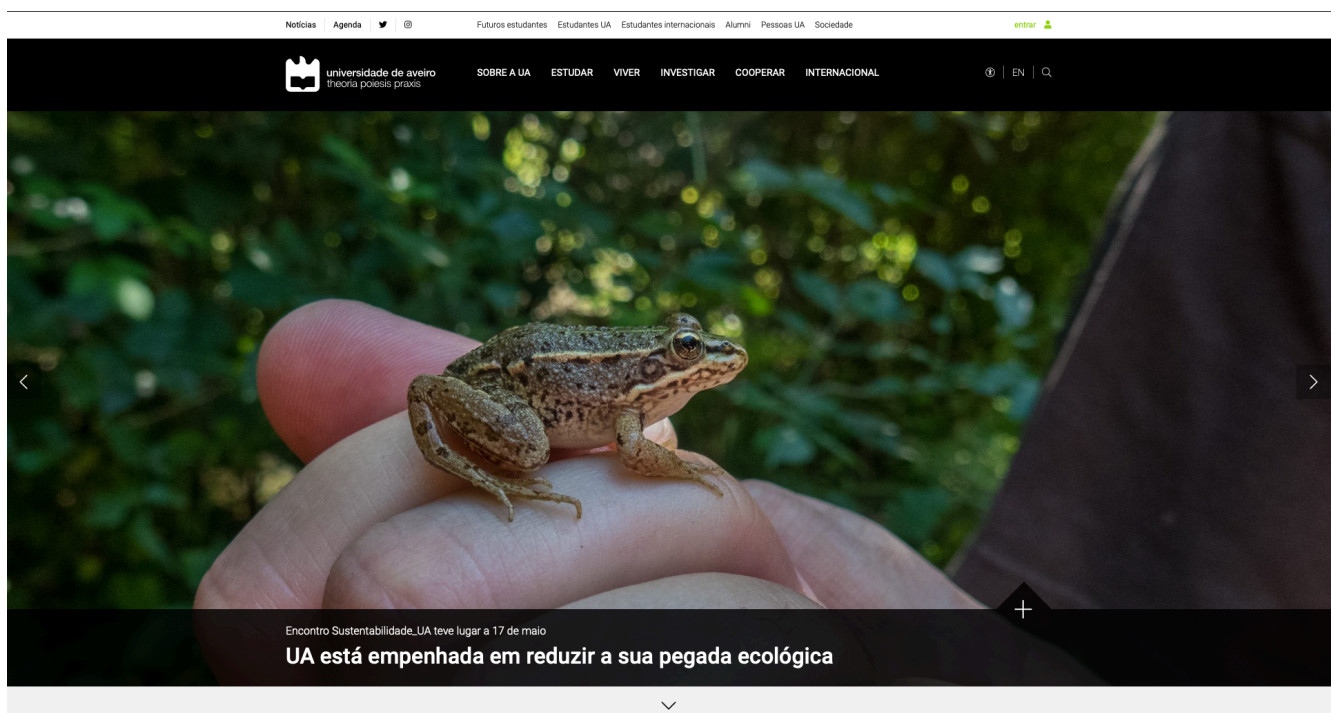 Notícias Agenda Futuros estudantes Estudantes UA Estudantes internacionais Alumni Pessoas UA Sociedade entrar
universidade de aveiro
theoria poiesis praxis
SOBRE A UA ESTUDAR VIVER INVESTIGAR COOPERAR INTERNACIONAL EN
Encontro Sustentabilidade_UA teve lugar a 17 de maio
UA está empenhada em reduzir a sua pegada ecológica